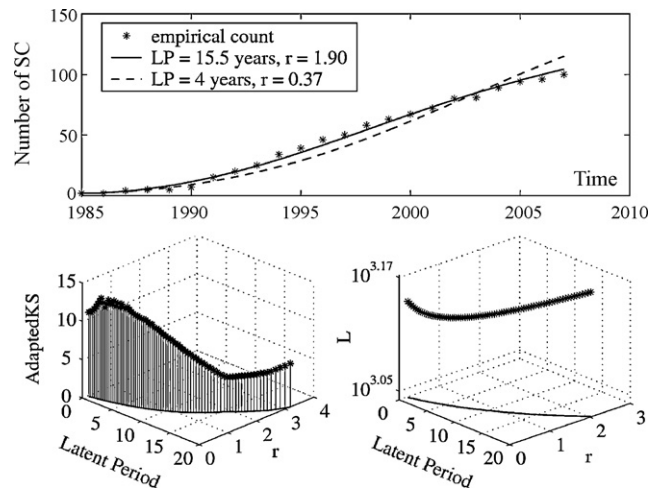 150
100
50
0
Number of SC
empirical count
LP = 15.5 years, r = 1.90
LP = 4 years, r = 0.37
Time
1985 1990 1995 2000 2005 2010
15
10
5
0
AdaptedKS
0 5 10 15 20
Latent Period
0 1 2 3 4
r
10^3.17
10^3.05
L
0 5 10 15 20
Latent Period
0 1 2 3
r